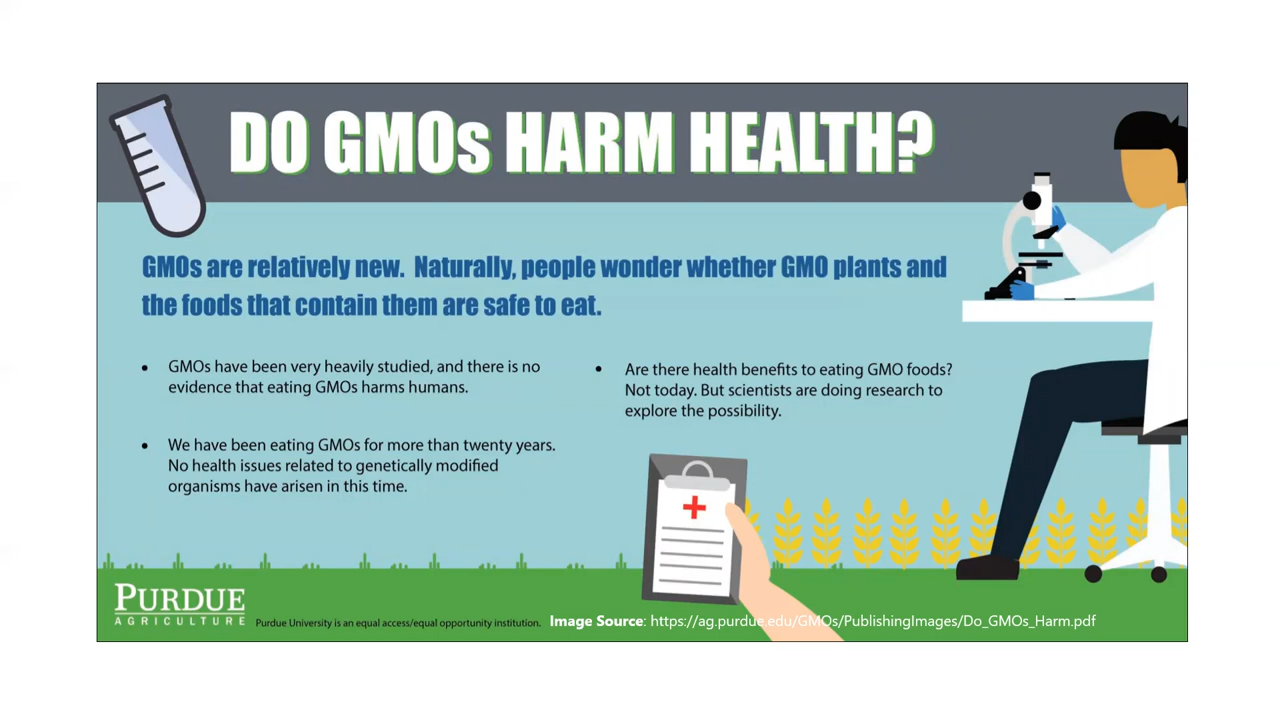 DO GMOs HARM HEALTH?
GMOs are relatively new.  Naturally, people wonder whether GMO plants and
the foods that contain them are safe to eat.
• GMOs have been very heavily studied, and there is no
evidence that eating GMOs harms humans.
• We have been eating GMOs for more than twenty years.
No health issues related to genetically modified
organisms have arisen in this time.
• Are there health benefits to eating GMO foods?
Not today. But scientists are doing research to
explore the possibility.
PURDUE
AGRICULTURE
Purdue University is an equal access/equal opportunity institution.
Image Source: https://ag.purdue.edu/GMOs/PublishingImages/Do_GMOs_Harm.pdf